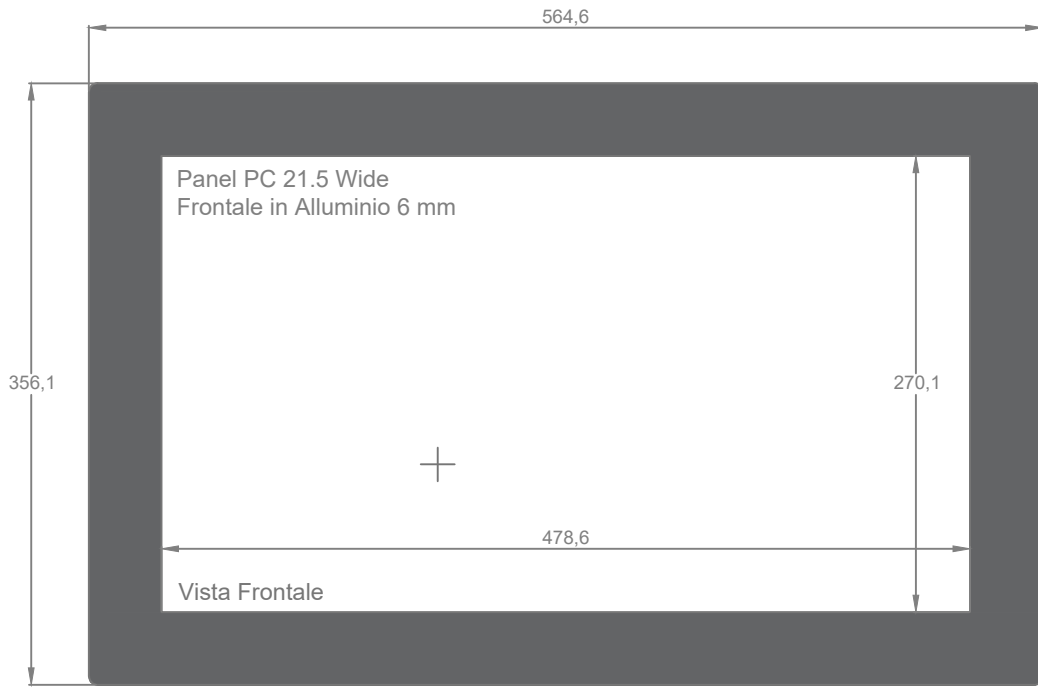 564,6
Panel PC 21.5 Wide
Frontale in Alluminio 6 mm
356,1
270,1
478,6
Vista Frontale